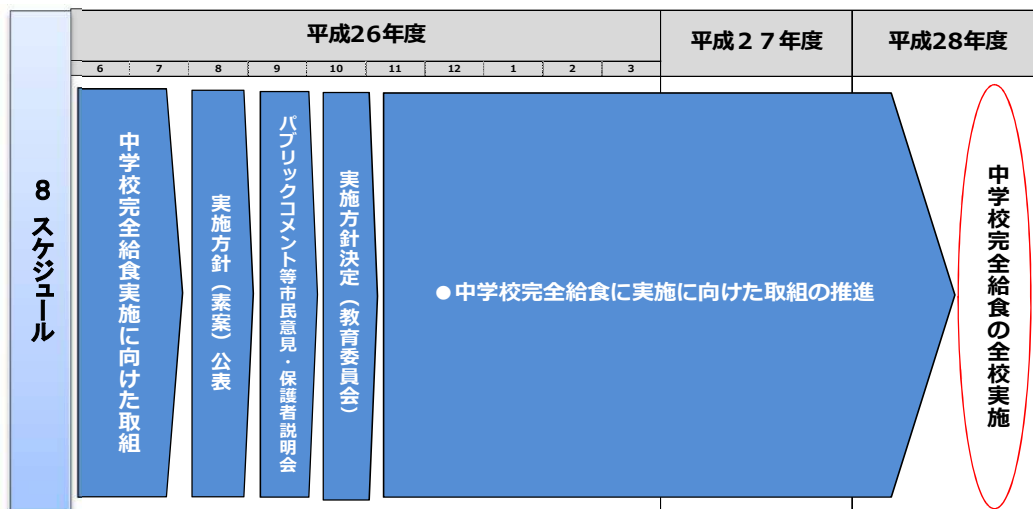 8 スケジュール
平成26年度
平成２７年度
平成28年度
6 7 8 9 10 11 12 1 2 3
中学校完全給食実施に向けた取組
実施方針（素案）公表
パブリックコメント等市民意見・保護者説明会
実施方針決定（教育委員会）
●中学校完全給食に実施に向けた取組の推進
中学校完全給食の全校実施